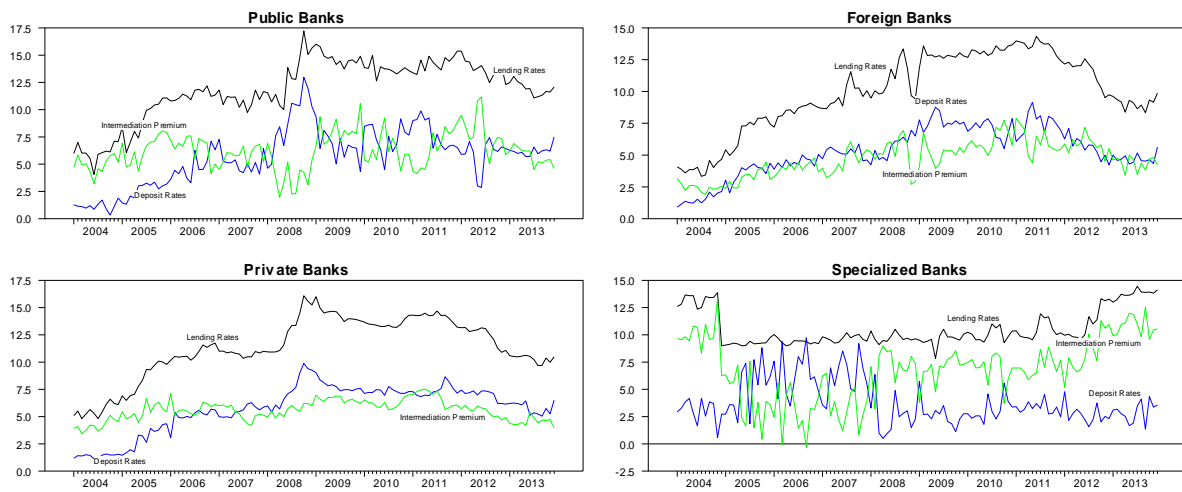 Public Banks
17.5
15.0
12.5
10.0
7.5
5.0
2.5
0.0
Lending Rates
Intermediation Premium
Deposit Rates
2004 2005 2006 2007 2008 2009 2010 2011 2012 2013
Foreign Banks
15.0
12.5
10.0
7.5
5.0
2.5
0.0
Lending Rates
Deposit Rates
Intermediation Premium
2004 2005 2006 2007 2008 2009 2010 2011 2012 2013
Private Banks
17.5
15.0
12.5
10.0
7.5
5.0
2.5
0.0
Lending Rates
Intermediation Premium
Deposit Rates
2004 2005 2006 2007 2008 2009 2010 2011 2012 2013
Specialized Banks
15.0
12.5
10.0
7.5
5.0
2.5
0.0
-2.5
Lending Rates
Intermediation Premium
Deposit Rates
2004 2005 2006 2007 2008 2009 2010 2011 2012 2013